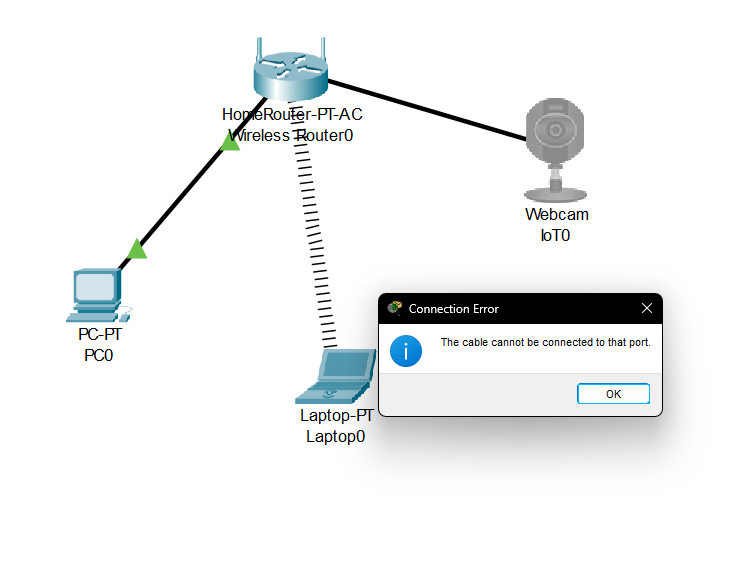 HomeRouter-PT-AC
Wireless Router0
Webcam
IoT0
PC-PT
PC0
Connection Error
The cable cannot be connected to that port.
OK
Laptop-PT
Laptop0